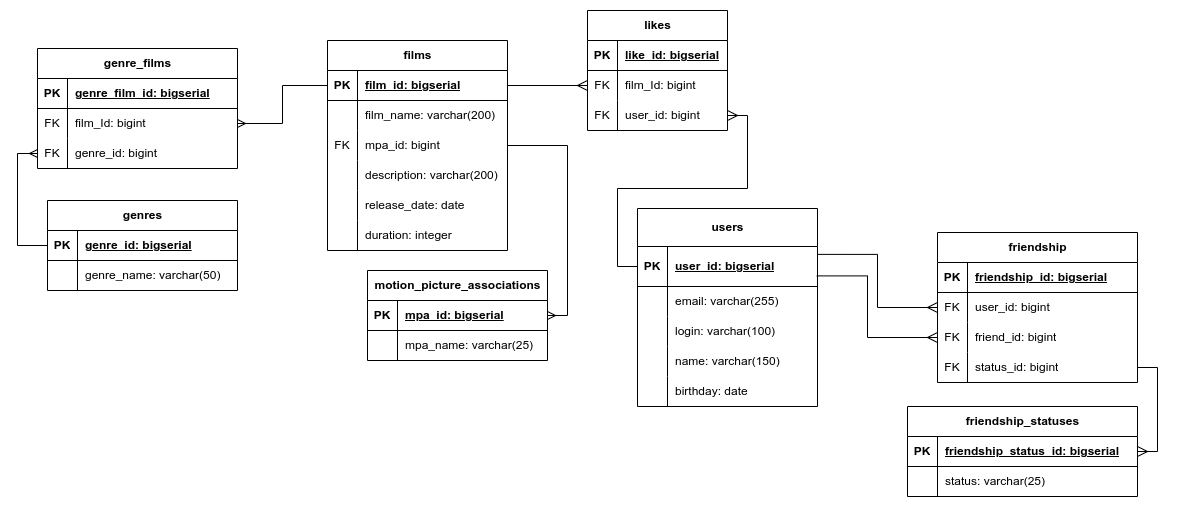 genre_films
PK genre_film_id: bigserial
FK film_Id: bigint
FK genre_id: bigint
genres
PK genre_id: bigserial
genre_name: varchar(50)
films
PK film_id: bigserial
film_name: varchar(200)
FK mpa_id: bigint
description: varchar(200)
release_date: date
duration: integer
motion_picture_associations
PK mpa_id: bigserial
mpa_name: varchar(25)
likes
PK like_id: bigserial
FK film_Id: bigint
FK user_id: bigint
users
PK user_id: bigserial
email: varchar(255)
login: varchar(100)
name: varchar(150)
birthday: date
friendship
PK friendship_id: bigserial
FK user_id: bigint
FK friend_id: bigint
FK status_id: bigint
friendship_statuses
PK friendship_status_id: bigserial
status: varchar(25)